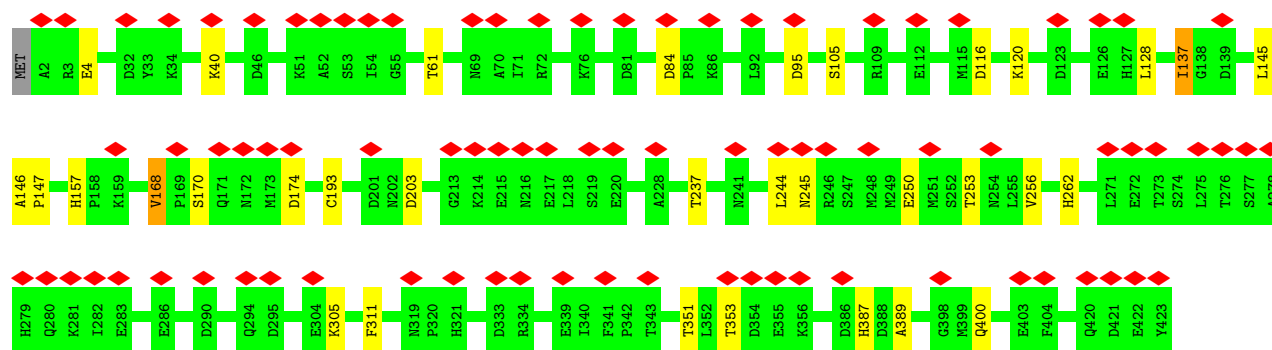 MET A2 R3 E4 D32 Y33 K34 K40 D46 K51 A52 S53 I54 G55 T61 N69 A70 I71 R72 K76 D81 D84 P85 K86 L92 D95 S105 R109 E112 M115 D116 K120 D123 E126 H127 L128 I137 G138 D139 L145
A146 P147 H157 P158 K159 V168 P169 S170 Q171 N172 M173 D174 C193 D201 N202 D203 G213 K214 E215 N216 E217 L218 S219 E220 A228 T237 N241 L244 N245 R246 S247 M248 M249 E250 M251 S252 T253 N254 L255 V256 H262 L271 E272 T273 S274 L275 T276 S277 A278
H279 Q280 K281 I282 E283 E286 D290 Q294 D295 E304 K305 F311 N319 P320 H321 D333 R334 E339 I340 F341 P342 T343 T351 L352 T353 D354 E355 K356 D386 H387 D388 A389 G398 M399 Q400 E403 F404 Q420 D421 E422 Y423